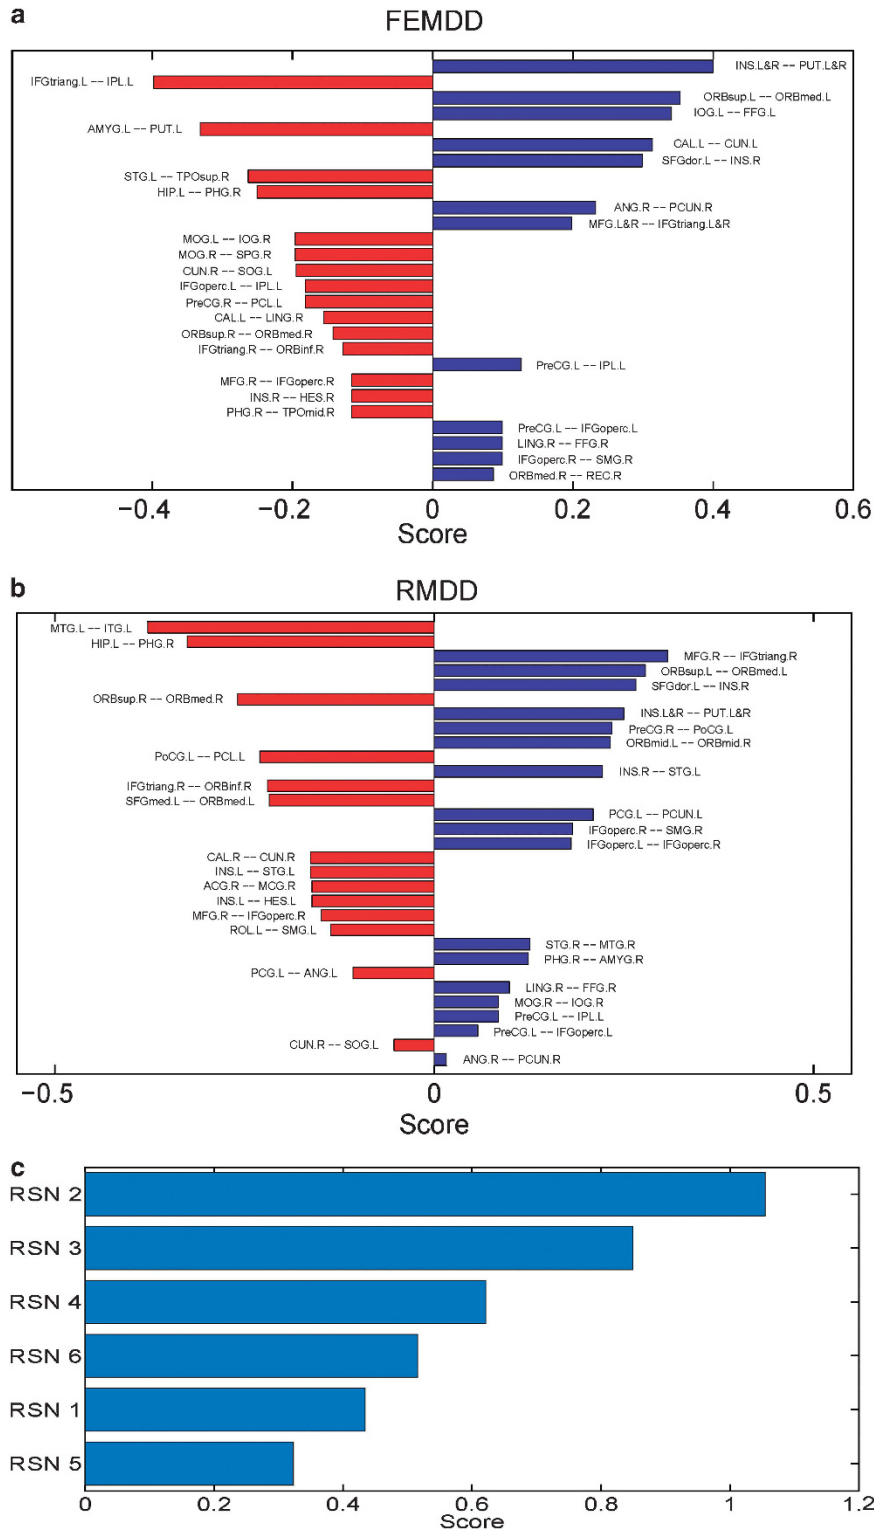 a
FEMDD
INS.L&R −− PUT.L&R
IFGtriang.L −− IPL.L
ORBsup.L −− ORBmed.L
IOG.L −− FFG.L
AMYG.L −− PUT.L
CAL.L −− CUN.L
SFGdor.L −− INS.R
STG.L −− TPOsup.R
HIP.L −− PHG.R
ANG.R −− PCUN.R
MFG.L&R −− IFGtriang.L&R
MOG.L −− IOG.R
MOG.R −− SPG.R
CUN.R −− SOG.L
IFGoperc.L −− IPL.L
PreCG.R −− PCL.L
CAL.L −− LING.R
ORBsup.R −− ORBmed.R
IFGtriang.R −− ORBinf.R
PreCG.L −− IPL.L
MFG.R −− IFGoperc.R
INS.R −− HES.R
PHG.R −− TPOmid.R
PreCG.L −− IFGoperc.L
LING.R −− FFG.R
IFGoperc.R −− SMG.R
ORBmed.R −− REC.R
−0.4 −0.2 0 0.2 0.4 0.6
Score
b
RMDD
MTG.L −− ITG.L
HIP.L −− PHG.R
MFG.R −− IFGtriang.R
ORBsup.L −− ORBmed.L
SFGdor.L −− INS.R
ORBsup.R −− ORBmed.R
INS.L&R −− PUT.L&R
PreCG.R −− PoCG.L
ORBmid.L −− ORBmid.R
PoCG.L −− PCL.L
INS.R −− STG.L
IFGtriang.R −− ORBinf.R
SFGmed.L −− ORBmed.L
PCG.L −− PCUN.L
IFGoperc.R −− SMG.R
IFGoperc.L −− IFGoperc.R
CAL.R −− CUN.R
INS.L −− STG.L
ACG.R −− MCG.R
INS.L −− HES.L
MFG.R −− IFGoperc.R
ROL.L −− SMG.L
STG.R −− MTG.R
PHG.R −− AMYG.R
PCG.L −− ANG.L
LING.R −− FFG.R
MOG.R −− IOG.R
PreCG.L −− IPL.L
PreCG.L −− IFGoperc.L
CUN.R −− SOG.L
ANG.R −− PCUN.R
−0.5 0 0.5
Score
c
RSN 2
RSN 3
RSN 4
RSN 6
RSN 1
RSN 5
0 0.2 0.4 0.6 0.8 1 1.2
Score